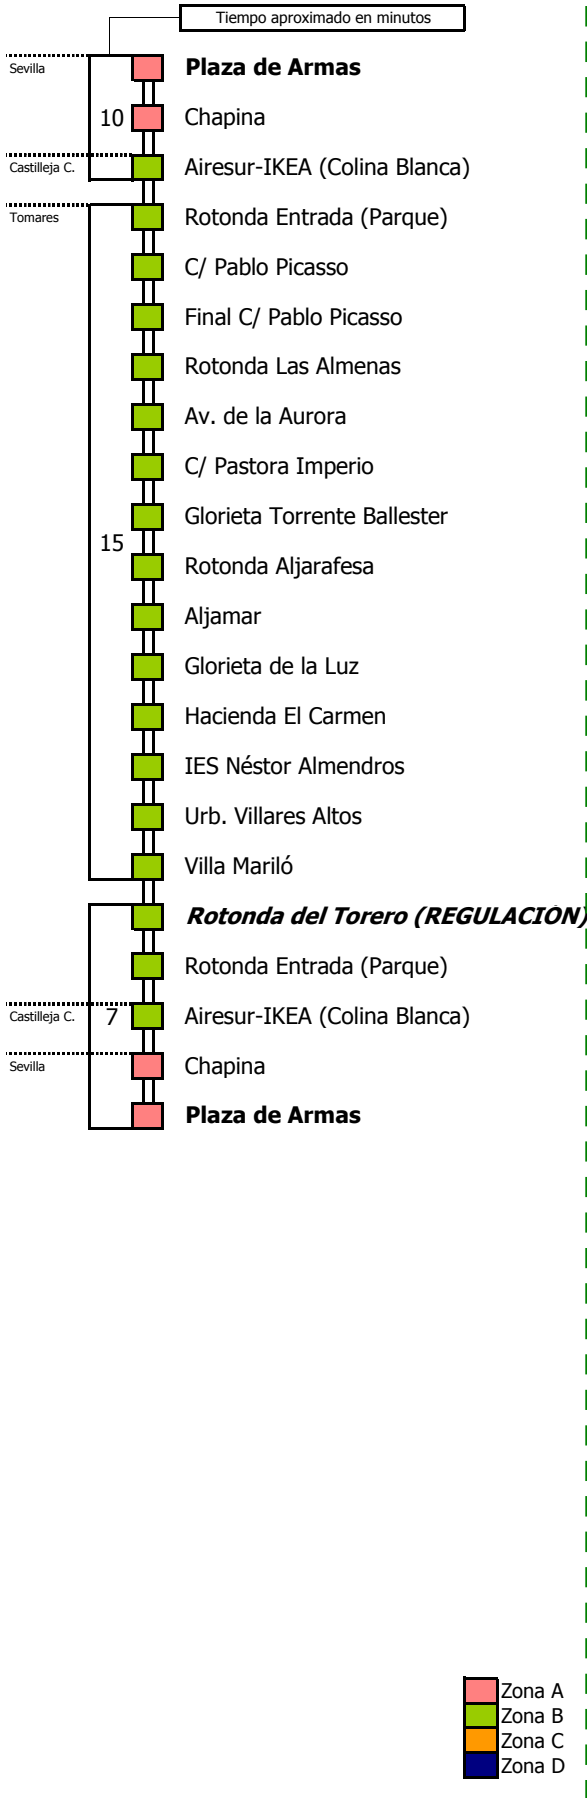 Tiempo aproximado en minutos
Sevilla
Plaza de Armas
10
Chapina
Castilleja C.
Airesur-IKEA (Colina Blanca)
Tomares
Rotonda Entrada (Parque)
C/ Pablo Picasso
Final C/ Pablo Picasso
Rotonda Las Almenas
Av. de la Aurora
C/ Pastora Imperio
Glorieta Torrente Ballester
15
Rotonda Aljarafesa
Aljamar
Glorieta de la Luz
Hacienda El Carmen
IES Néstor Almendros
Urb. Villares Altos
Villa Mariló
Rotonda del Torero (REGULACIÓN)
Rotonda Entrada (Parque)
Castilleja C.
7
Airesur-IKEA (Colina Blanca)
Sevilla
Chapina
Plaza de Armas
Zona A
Zona B
Zona C
Zona D